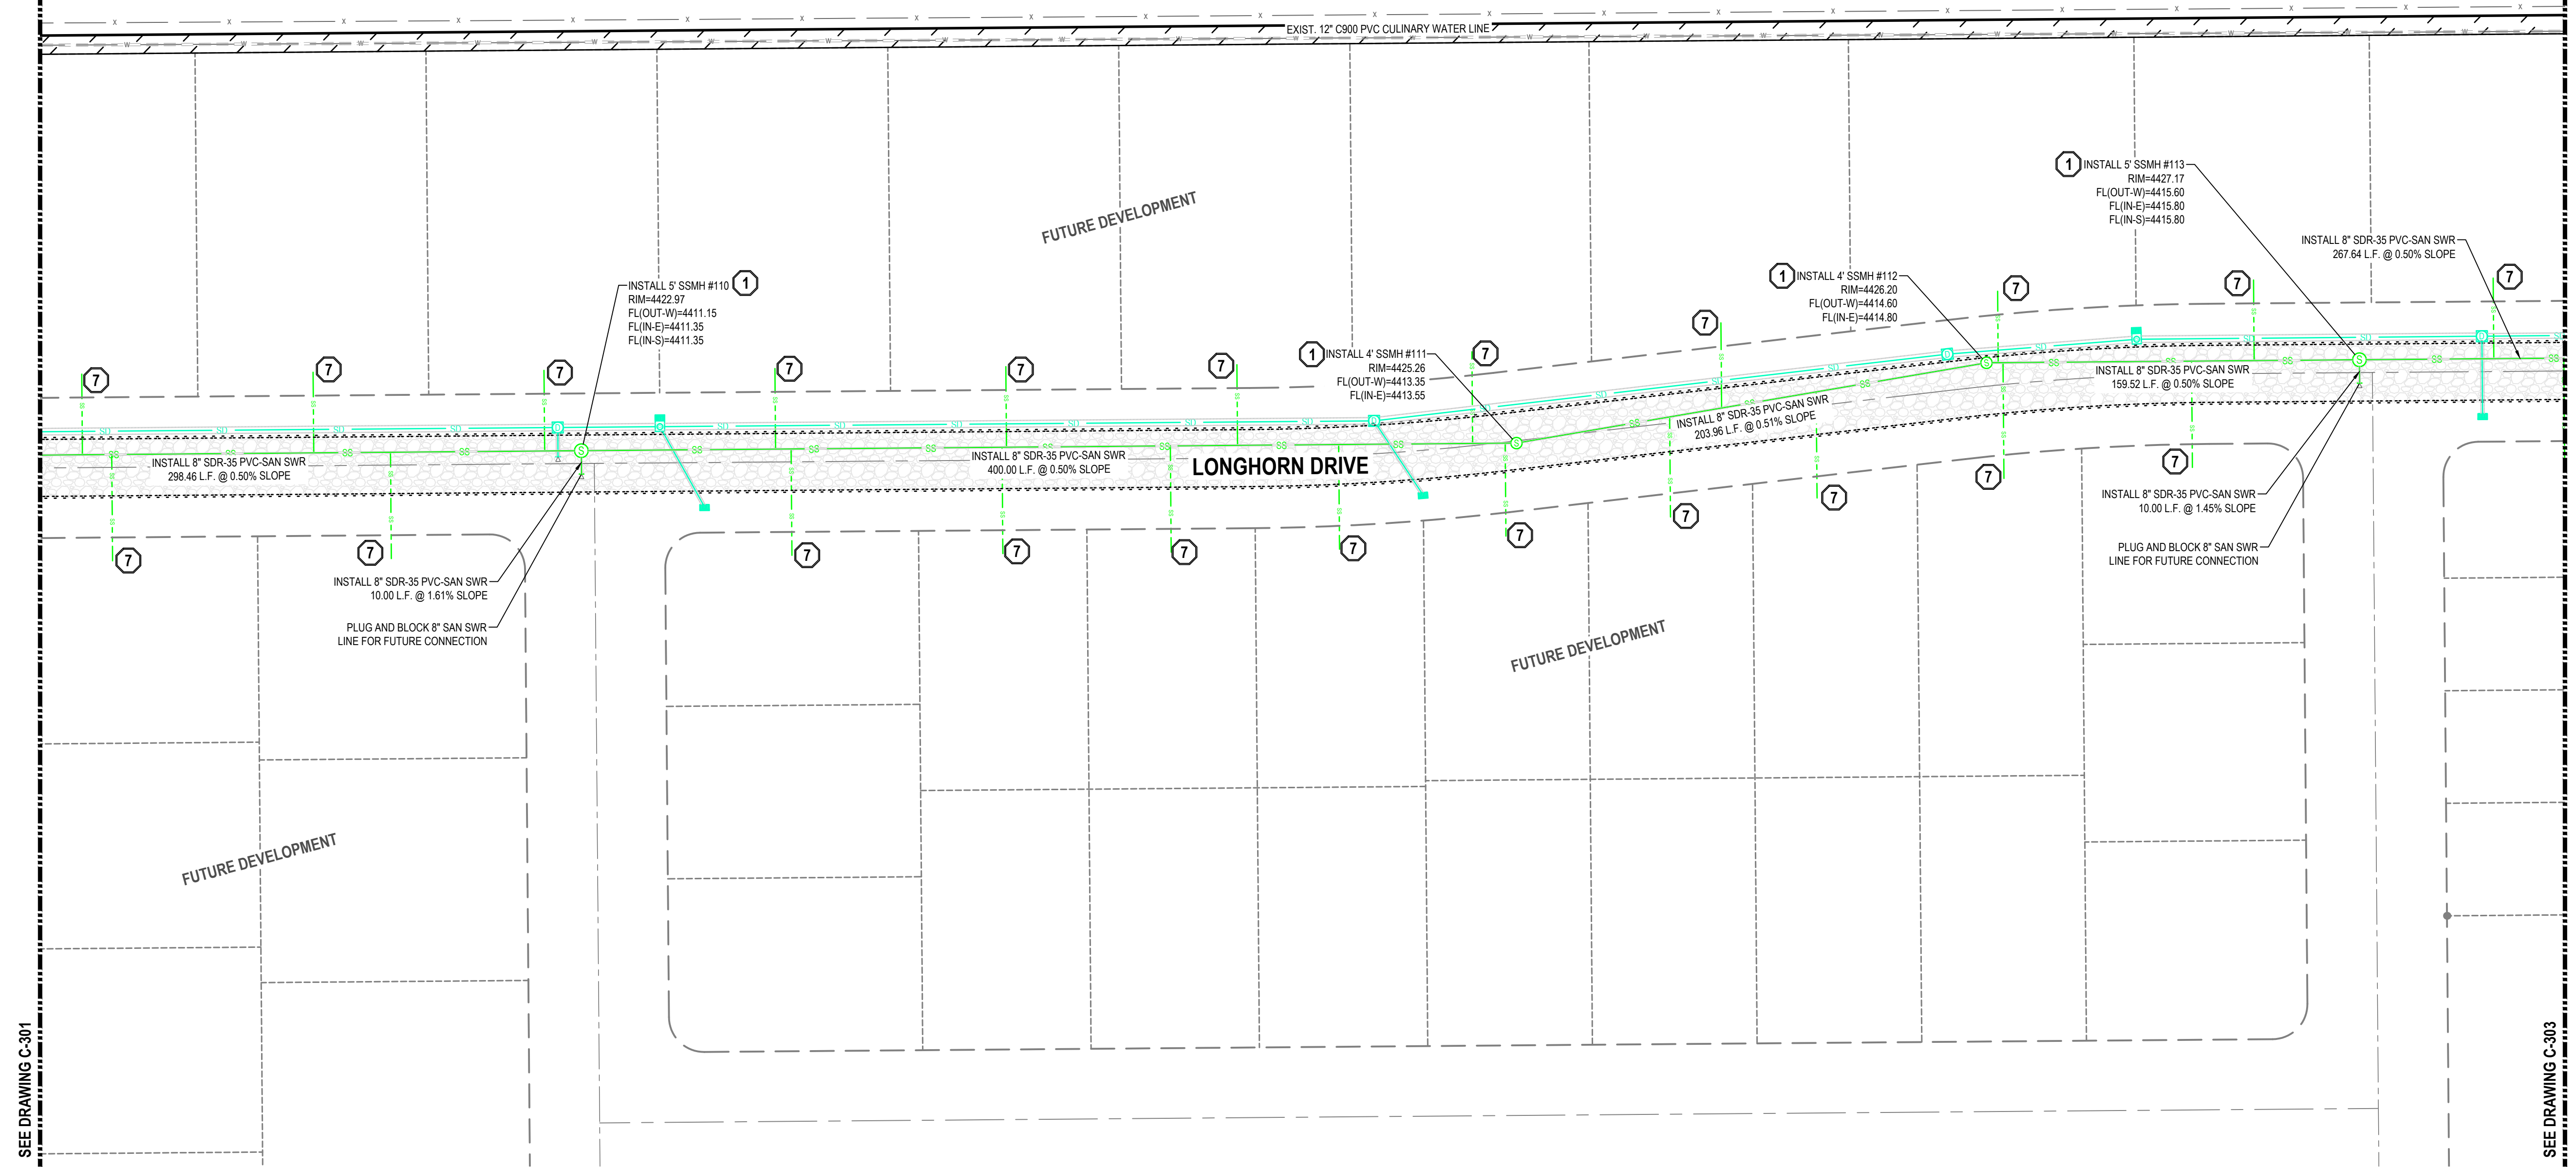 EXIST. 12" C900 PVC CULINARY WATER LINE
FUTURE DEVELOPMENT
1 INSTALL 5' SSMH #113
RIM=4427.17
FL(OUT-W)=4415.60
FL(IN-E)=4415.80
FL(IN-S)=4415.80
INSTALL 8" SDR-35 PVC-SAN SWR
267.64 L.F. @ 0.50% SLOPE
INSTALL 5' SSMH #110 1
RIM=4422.97
FL(OUT-W)=4411.15
FL(IN-E)=4411.35
FL(IN-S)=4411.35
1 INSTALL 4' SSMH #112
RIM=4426.20
FL(OUT-W)=4414.60
FL(IN-E)=4414.80
1 INSTALL 4' SSMH #111
RIM=4425.26
FL(OUT-W)=4413.35
FL(IN-E)=4413.55
7
7
7
7
7
7
7
7
7
7
7
INSTALL 8" SDR-35 PVC-SAN SWR
298.46 L.F. @ 0.50% SLOPE
INSTALL 8" SDR-35 PVC-SAN SWR
400.00 L.F. @ 0.50% SLOPE
LONGHORN DRIVE
INSTALL 8" SDR-35 PVC-SAN SWR
203.96 L.F. @ 0.51% SLOPE
INSTALL 8" SDR-35 PVC-SAN SWR
159.52 L.F. @ 0.50% SLOPE
7
7
7
7
7
7
7
7
7
7
7
INSTALL 8" SDR-35 PVC-SAN SWR
10.00 L.F. @ 1.61% SLOPE
PLUG AND BLOCK 8" SAN SWR
LINE FOR FUTURE CONNECTION
INSTALL 8" SDR-35 PVC-SAN SWR
10.00 L.F. @ 1.45% SLOPE
PLUG AND BLOCK 8" SAN SWR
LINE FOR FUTURE CONNECTION
FUTURE DEVELOPMENT
FUTURE DEVELOPMENT
SEE DRAWING C-301
SEE DRAWING C-303